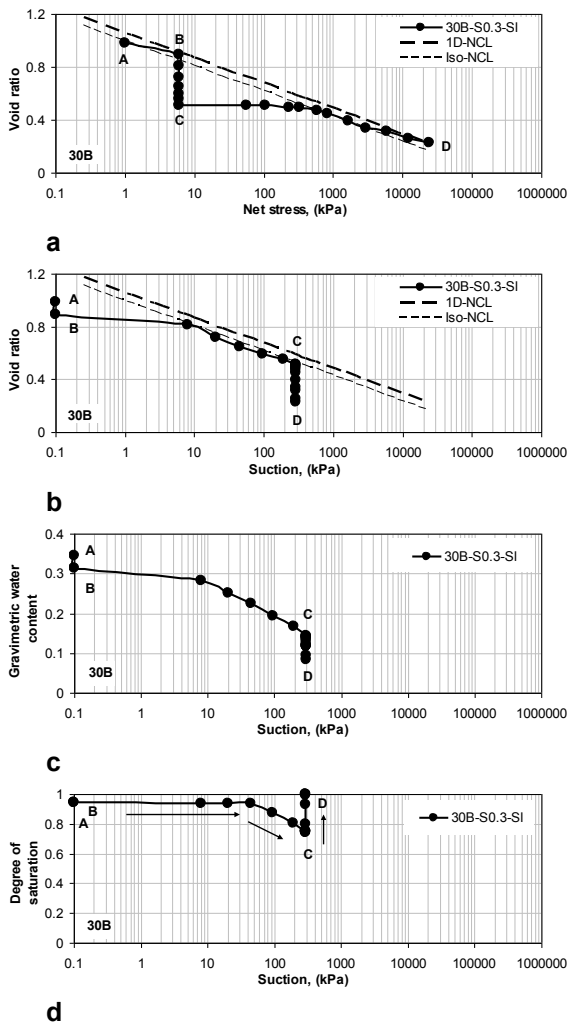 1.2
0.8
0.4
0
Void ratio
A
B
C
D
30B
30B-S0.3-SI
1D-NCL
Iso-NCL
0.1 1 10 100 1000 10000 100000 1000000
Net stress, (kPa)
a
1.2
0.8
0.4
0
Void ratio
A
B
C
D
30B
30B-S0.3-SI
1D-NCL
Iso-NCL
0.1 1 10 100 1000 10000 100000 1000000
Suction, (kPa)
b
0.4
0.3
0.2
0.1
0
Gravimetric water
content
A
B
C
D
30B
30B-S0.3-SI
0.1 1 10 100 1000 10000 100000 1000000
Suction, (kPa)
c
1
0.8
0.6
0.4
0.2
0
Degree of
saturation
B
A
D
C
30B
30B-S0.3-SI
0.1 1 10 100 1000 10000 100000 1000000
Suction, (kPa)
d